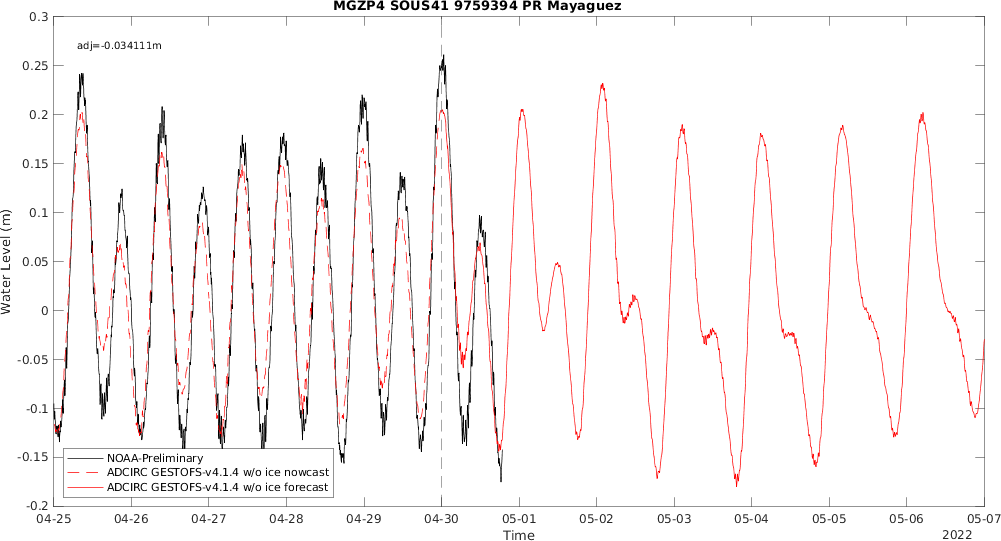 MGZP4 SOUS41 9759394 PR Mayaguez
adj=-0.034111m
Water Level (m)
0.3
0.25
0.2
0.15
0.1
0.05
0
-0.05
-0.1
-0.15
-0.2
NOAA-Preliminary
ADCIRC GESTOFS-v4.1.4 w/o ice nowcast
ADCIRC GESTOFS-v4.1.4 w/o ice forecast
04-25 04-26 04-27 04-28 04-29 04-30 05-01 05-02 05-03 05-04 05-05 05-06 05-07
Time
2022